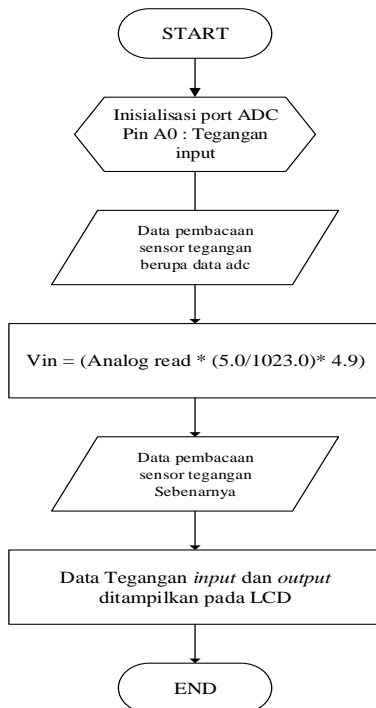 START
Inisialisasi port ADC
Pin A0 : Tegangan
input
Data pembacaan
sensor tegangan
berupa data adc
Vin = (Analog read * (5.0/1023.0)* 4.9)
Data pembacaan
sensor tegangan
Sebenarnya
Data Tegangan input dan output
ditampilkan pada LCD
END